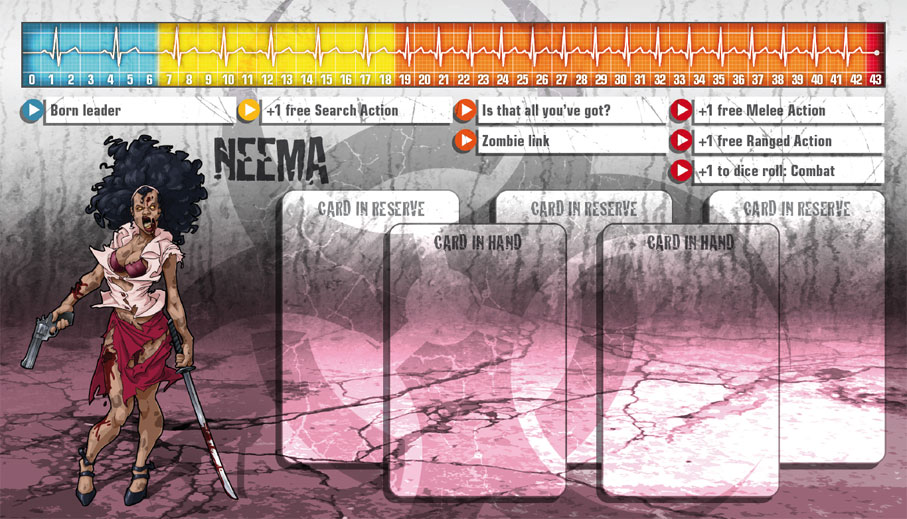 0 1 2 3 4 5 6 7 8 9 10 11 12 13 14 15 16 17 18 19 20 21 22 23 24 25 26 27 28 29 30 31 32 33 34 35 36 37 38 39 40 41 42 43
Born leader
+1 free Search Action
Is that all you've got?
+1 free Melee Action
Zombie link
+1 free Ranged Action
+1 to dice roll: Combat
NEEMA
CARD IN RESERVE
CARD IN RESERVE
CARD IN RESERVE
CARD IN HAND
CARD IN HAND